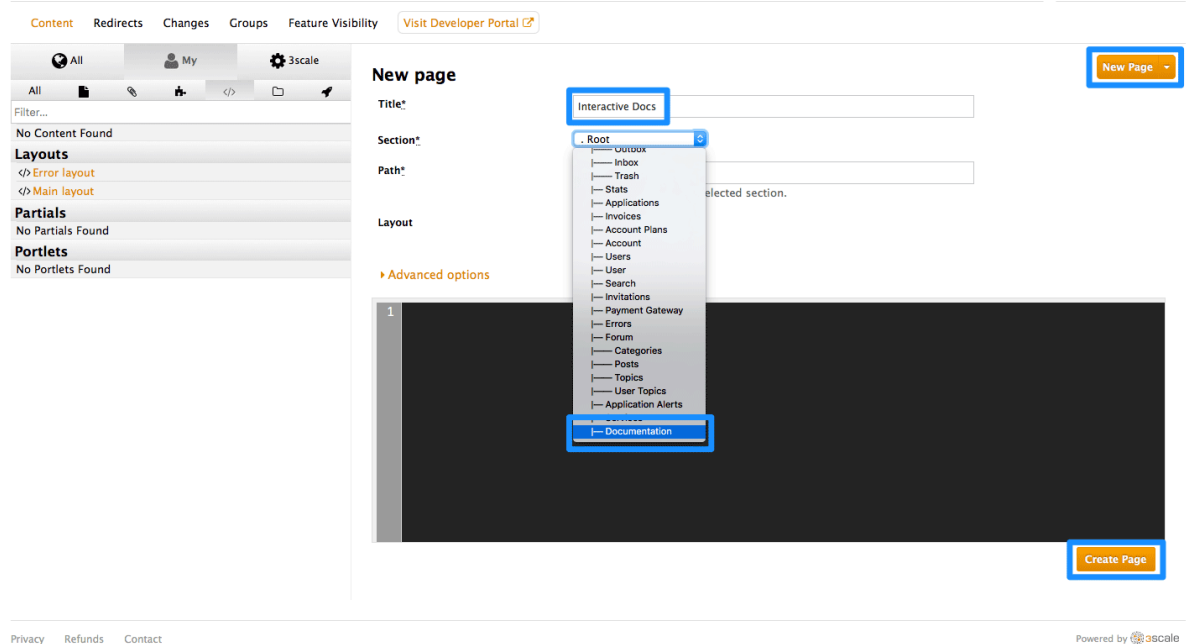 Content Redirects Changes Groups Feature Visibility Visit Developer Portal
All My 3scale
All
Filter...
No Content Found
Layouts
</> Error layout
</> Main layout
Partials
No Partials Found
Portlets
No Portlets Found
New page
New Page
Title* Interactive Docs
Section* . Root
|—— Outbox
|—— Inbox
|—— Trash
|— Stats
|— Applications
|— Invoices
|— Account Plans
|— Account
|— Users
|— User
|— Search
|— Invitations
|— Payment Gateway
|— Errors
|— Forum
|—— Categories
|—— Posts
|—— Topics
|—— User Topics
|— Application Alerts
|— Services
|— Documentation
Path*
elected section.
Layout
Advanced options
1
Create Page
Privacy Refunds Contact
Powered by 3scale